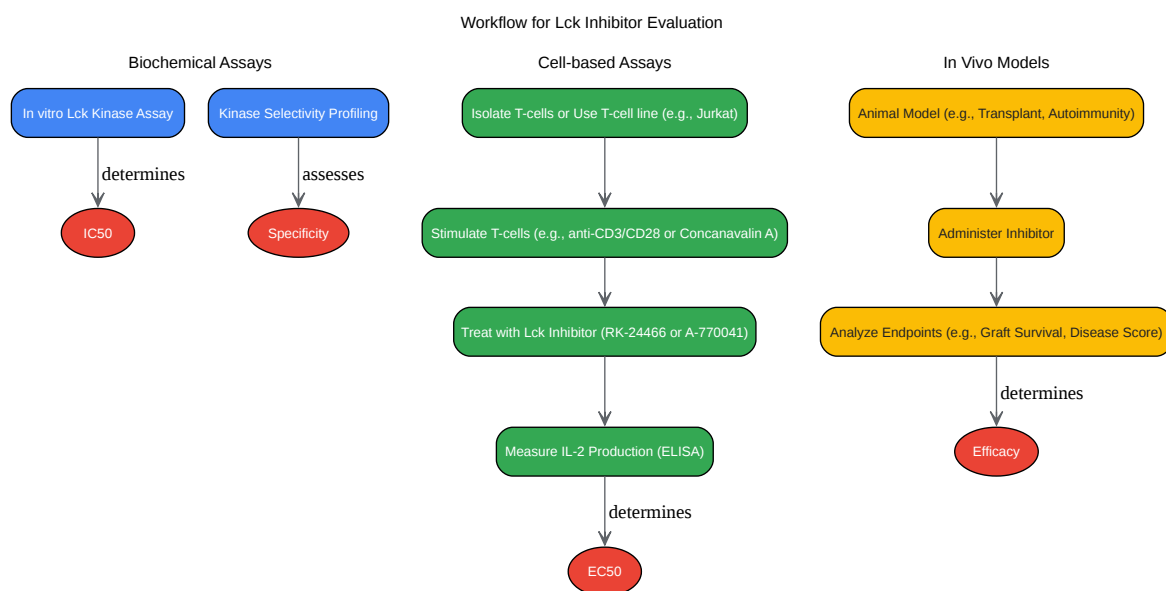 Workflow for Lck Inhibitor Evaluation
Biochemical Assays
In vitro Lck Kinase Assay
Kinase Selectivity Profiling
determines
assesses
IC50
Specificity
Cell-based Assays
Isolate T-cells or Use T-cell line (e.g., Jurkat)
Stimulate T-cells (e.g., anti-CD3/CD28 or Concanavalin A)
Treat with Lck Inhibitor (RK-24466 or A-770041)
Measure IL-2 Production (ELISA)
determines
EC50
In Vivo Models
Animal Model (e.g., Transplant, Autoimmunity)
Administer Inhibitor
Analyze Endpoints (e.g., Graft Survival, Disease Score)
determines
Efficacy